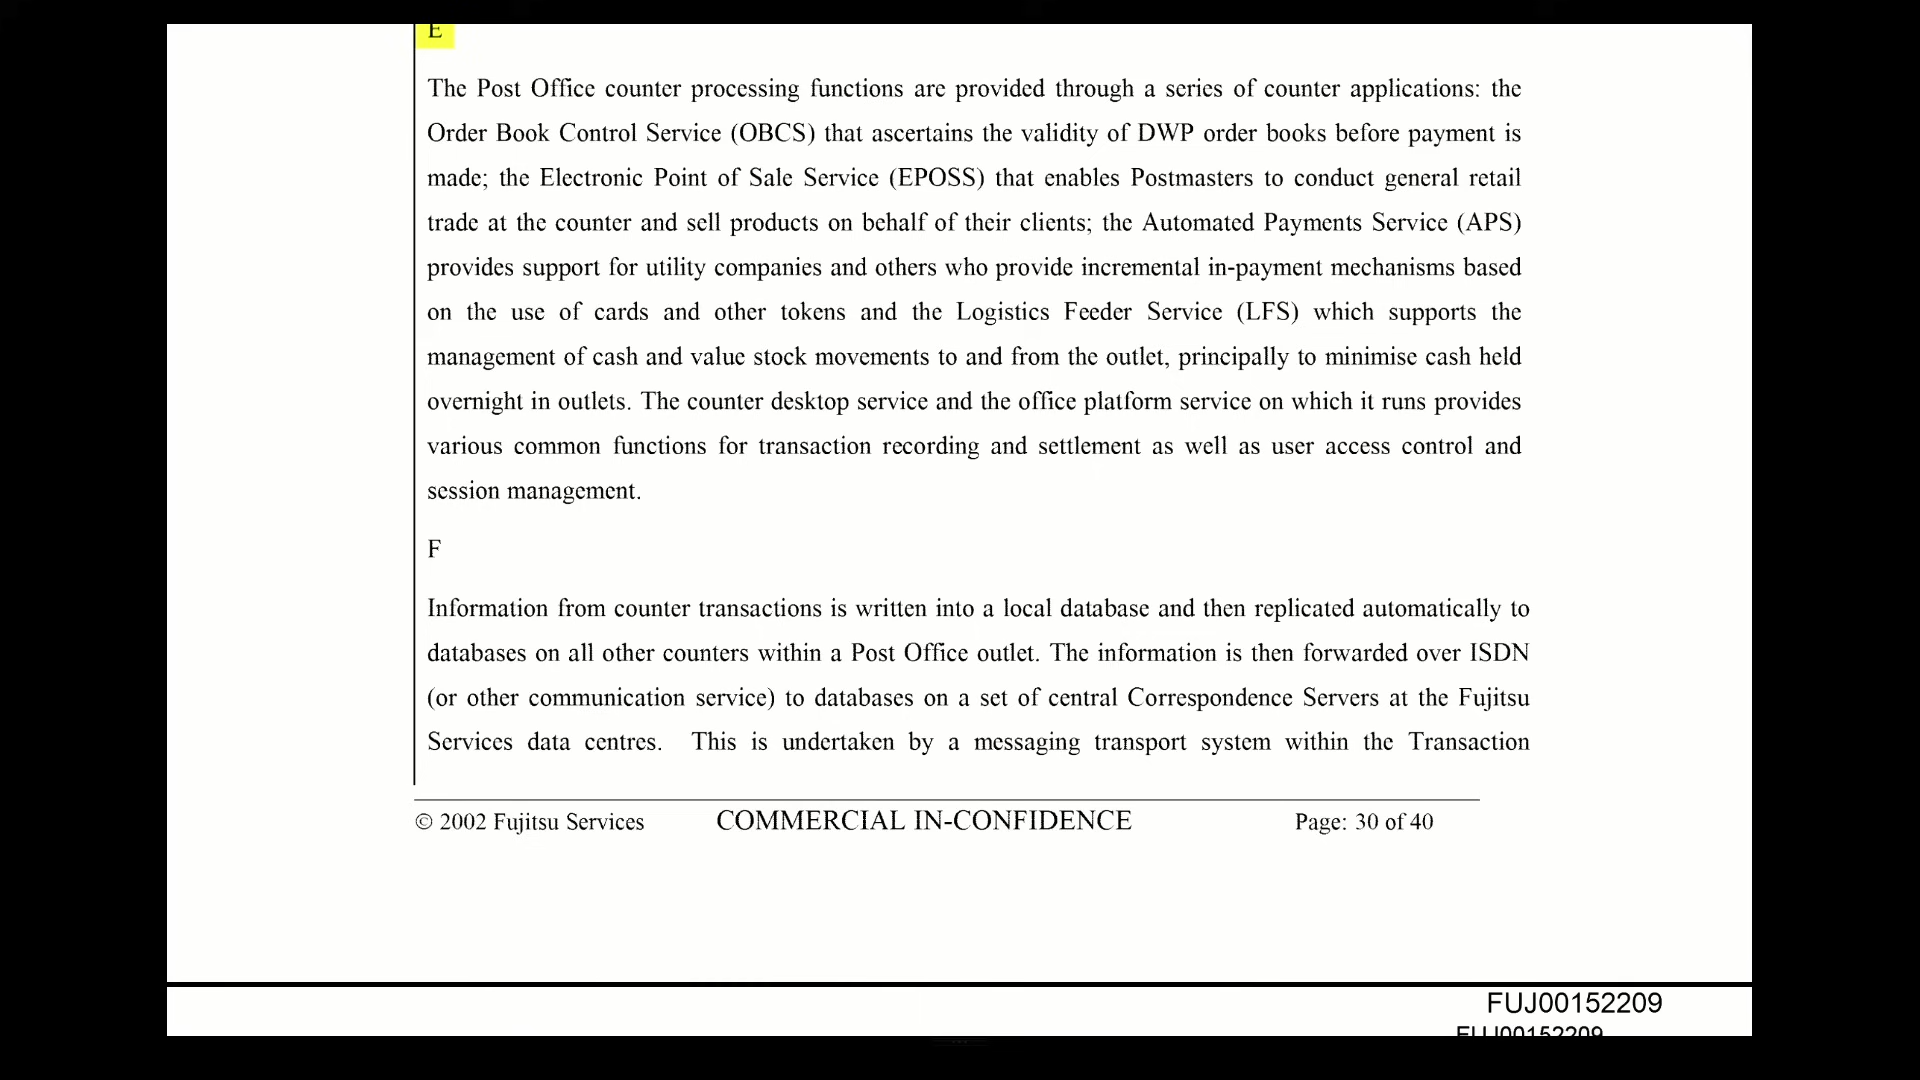 E
The Post Office counter processing functions are provided through a series of counter applications: the
Order Book Control Service (OBCS) that ascertains the validity of DWP order books before payment is
made; the Electronic Point of Sale Service (EPOSS) that enables Postmasters to conduct general retail
trade at the counter and sell products on behalf of their clients; the Automated Payments Service (APS)
provides support for utility companies and others who provide incremental in-payment mechanisms based
on the use of cards and other tokens and the Logistics Feeder Service (LFS) which supports the
management of cash and value stock movements to and from the outlet, principally to minimise cash held
overnight in outlets. The counter desktop service and the office platform service on which it runs provides
various common functions for transaction recording and settlement as well as user access control and
session management.
F
Information from counter transactions is written into a local database and then replicated automatically to
databases on all other counters within a Post Office outlet. The information is then forwarded over ISDN
(or other communication service) to databases on a set of central Correspondence Servers at the Fujitsu
Services data centres. This is undertaken by a messaging transport system within the Transaction
© 2002 Fujitsu Services COMMERCIAL IN-CONFIDENCE Page: 30 of 40
FUJ00152209
FUJ00152209